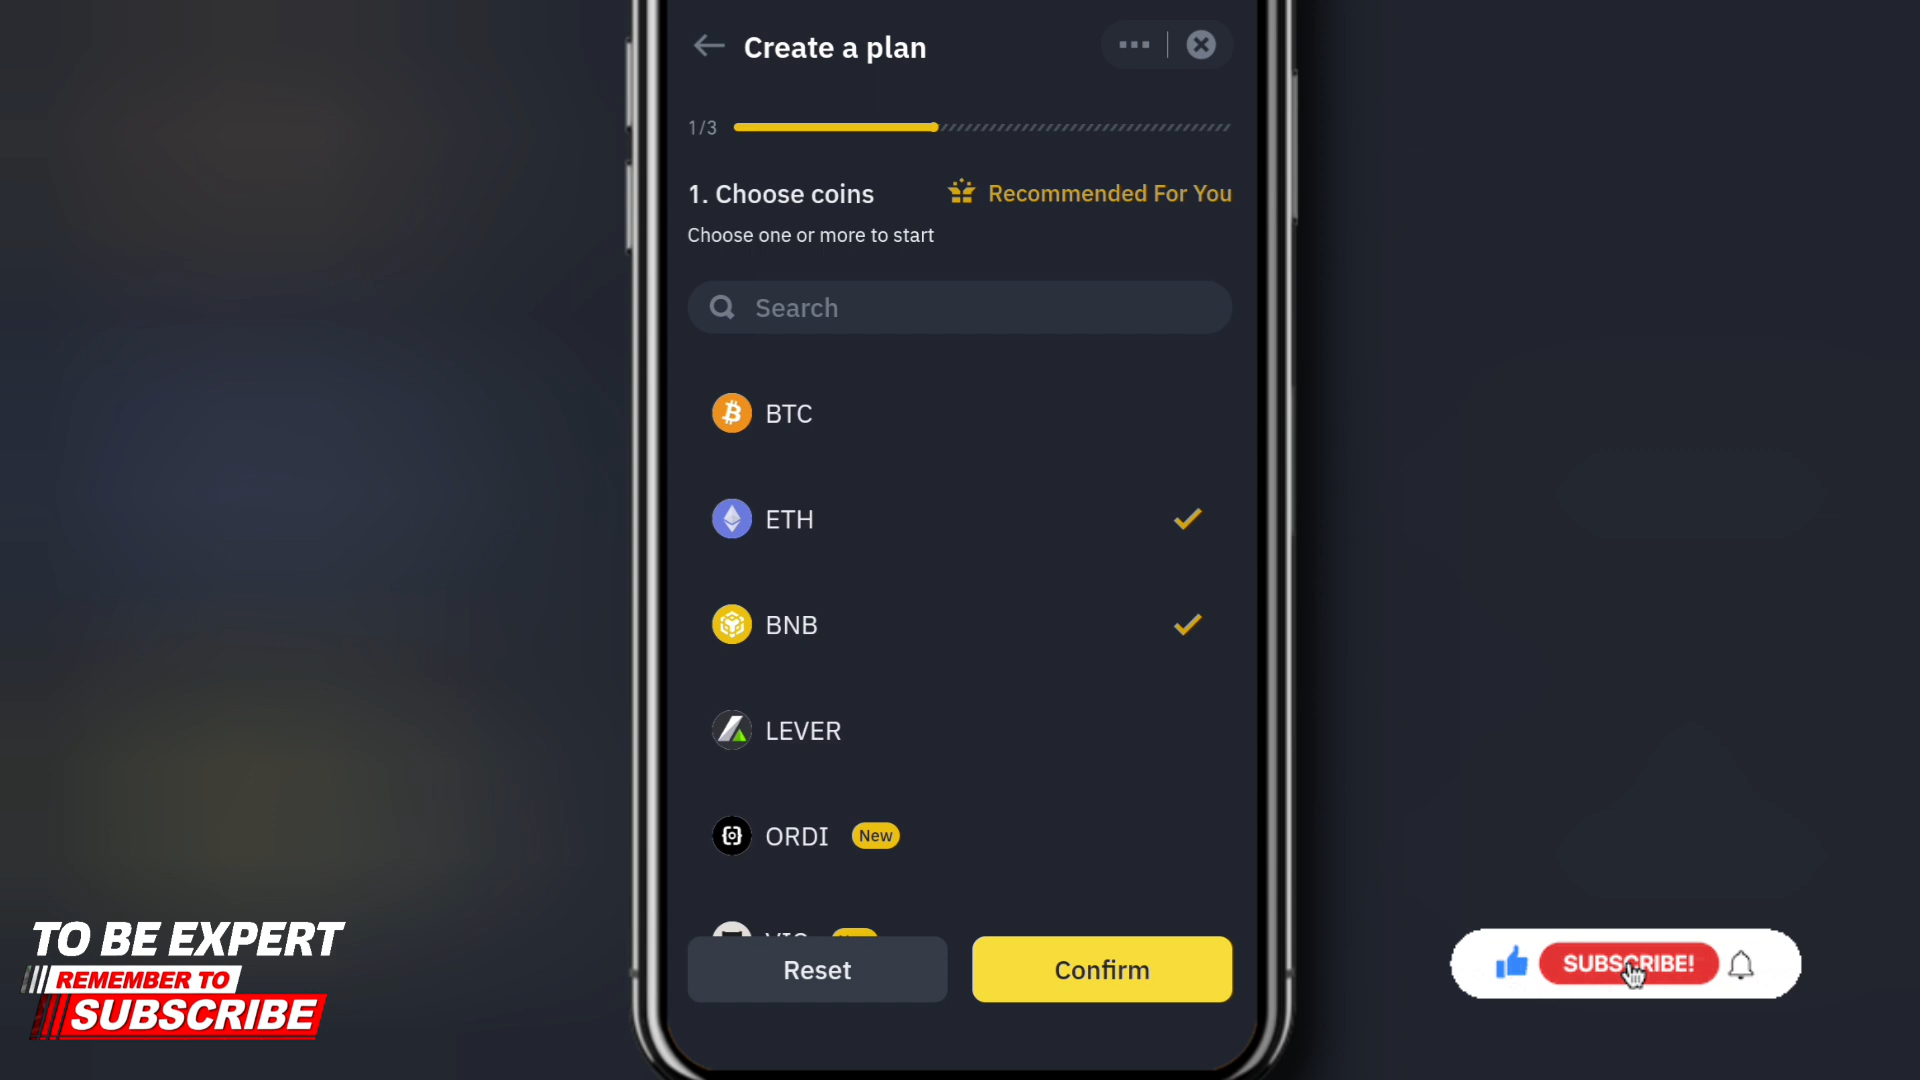 Create a plan
1/3
1. Choose coins
Recommended For You
Choose one or more to start
Search
BTC
ETH
BNB
LEVER
ORDI New
Reset
Confirm
TO BE EXPERT
REMEMBER TO
SUBSCRIBE
SUBSCRIBE!